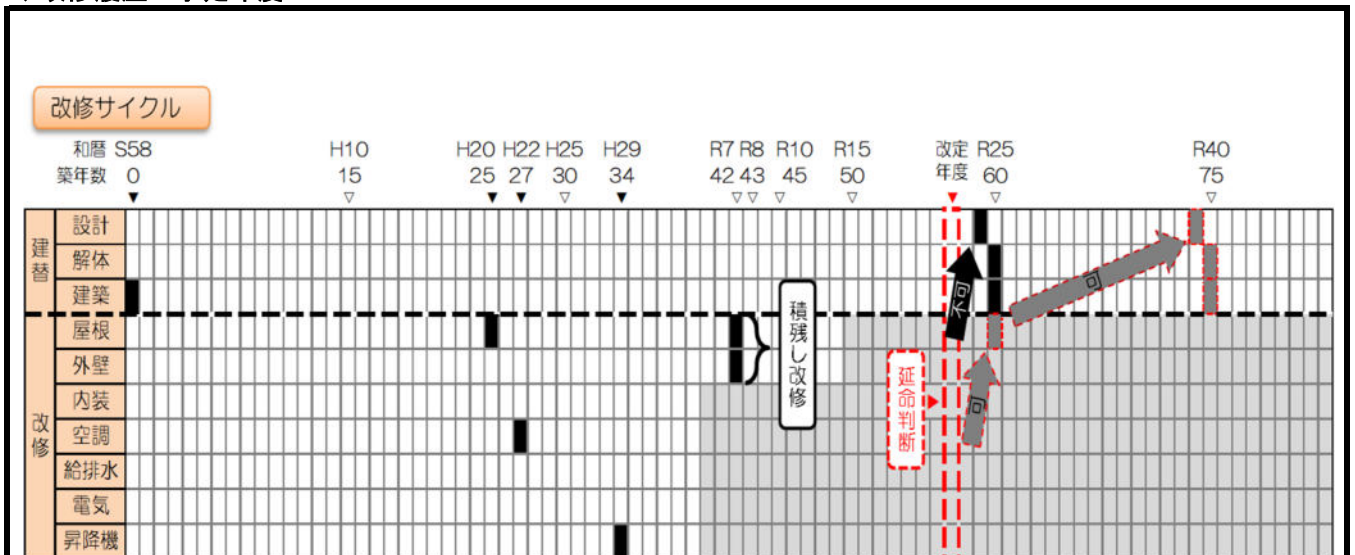 改修サイクル
和暦 S58 H10 H20 H22 H25 H29 R7 R8 R10 R15 改定 R25 R40
築年数 0 15 25 27 30 34 42 43 45 50 年度 60 75
建替
設計
解体
建築
改修
屋根
外壁
内装
空調
給排水
電気
昇降機
積残し改修
延命判断
不可
可
可